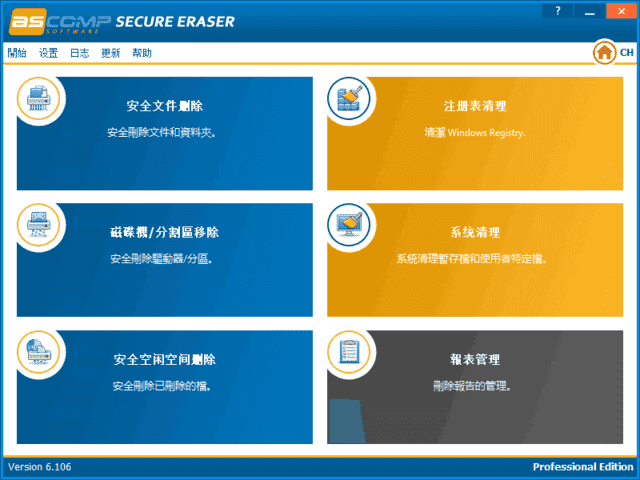 ascomp SECURE ERASER
SOFTWARE
?
開始 设置 日志 更新 帮助 CH
安全文件刪除
安全刪除文件和資料夾。
注册表清理
清潔 Windows Registry.
磁碟機/分割區移除
安全刪除驅動器/分區。
系统清理
系统清理暫存檔和使用者特定檔。
安全空闲空间删除
安全刪除已刪除的檔。
報表管理
刪除報告的管理。
Version 6.106 Professional Edition